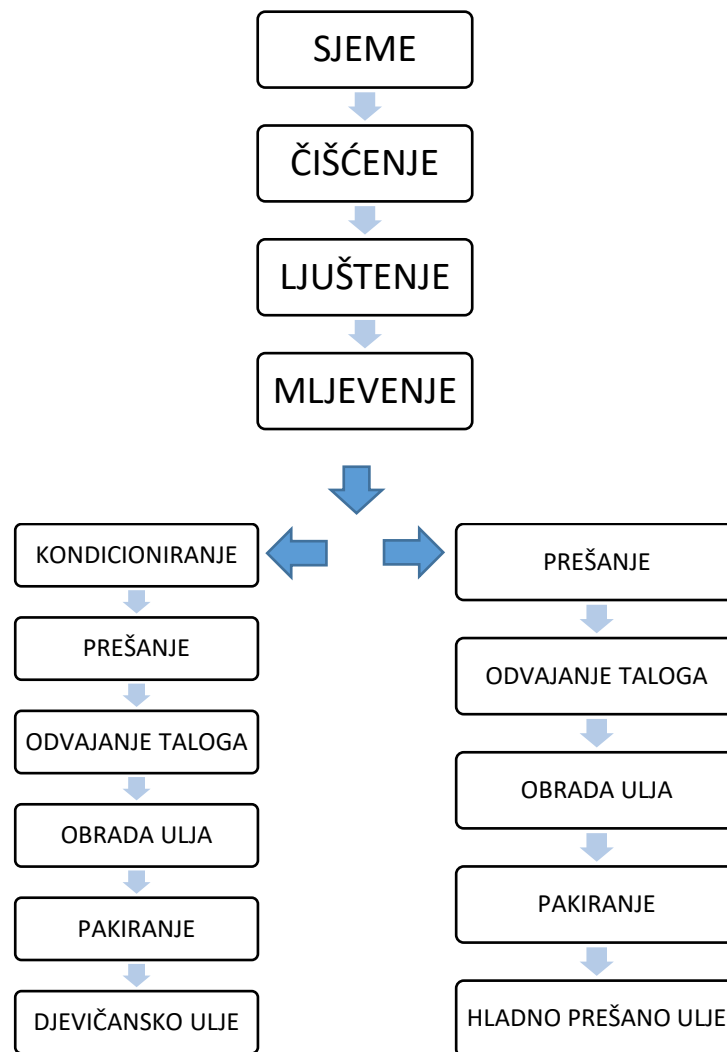 SJEME
ČIŠĆENJE
LJUŠTENJE
MLJEVENJE
KONDICIONIRANJE
PREŠANJE
ODVAJANJE TALOGA
OBRADA ULJA
PAKIRANJE
DJEVIČANSKO ULJE
PREŠANJE
ODVAJANJE TALOGA
OBRADA ULJA
PAKIRANJE
HLADNO PREŠANO ULJE